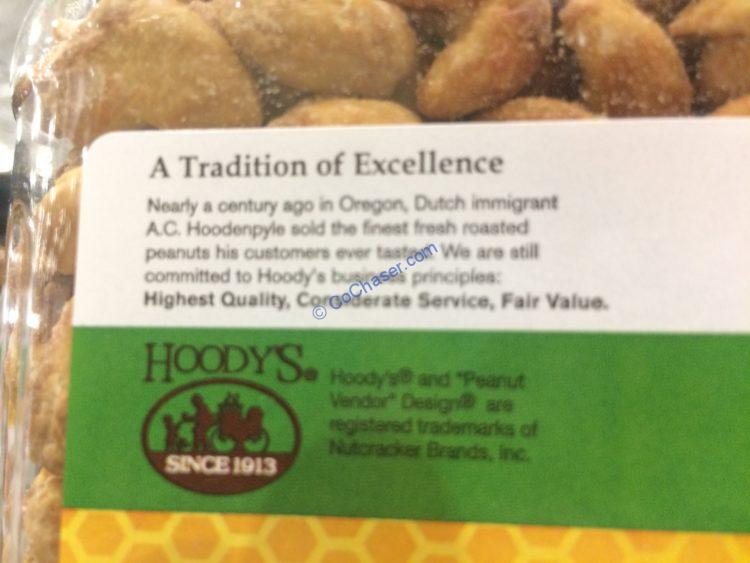 A Tradition of Excellence
Nearly a century ago in Oregon, Dutch immigrant
A.C. Hoodenpyle sold the finest fresh roasted
peanuts his customers ever tasted. We are still
committed to Hoody's business principles:
Highest Quality, Considerate Service, Fair Value.
© CoChaser.com
HOODY'S®
SINCE 1913
Hoody's® and "Peanut
Vendor" Design® are
registered trademarks of
Nutcracker Brands, Inc.